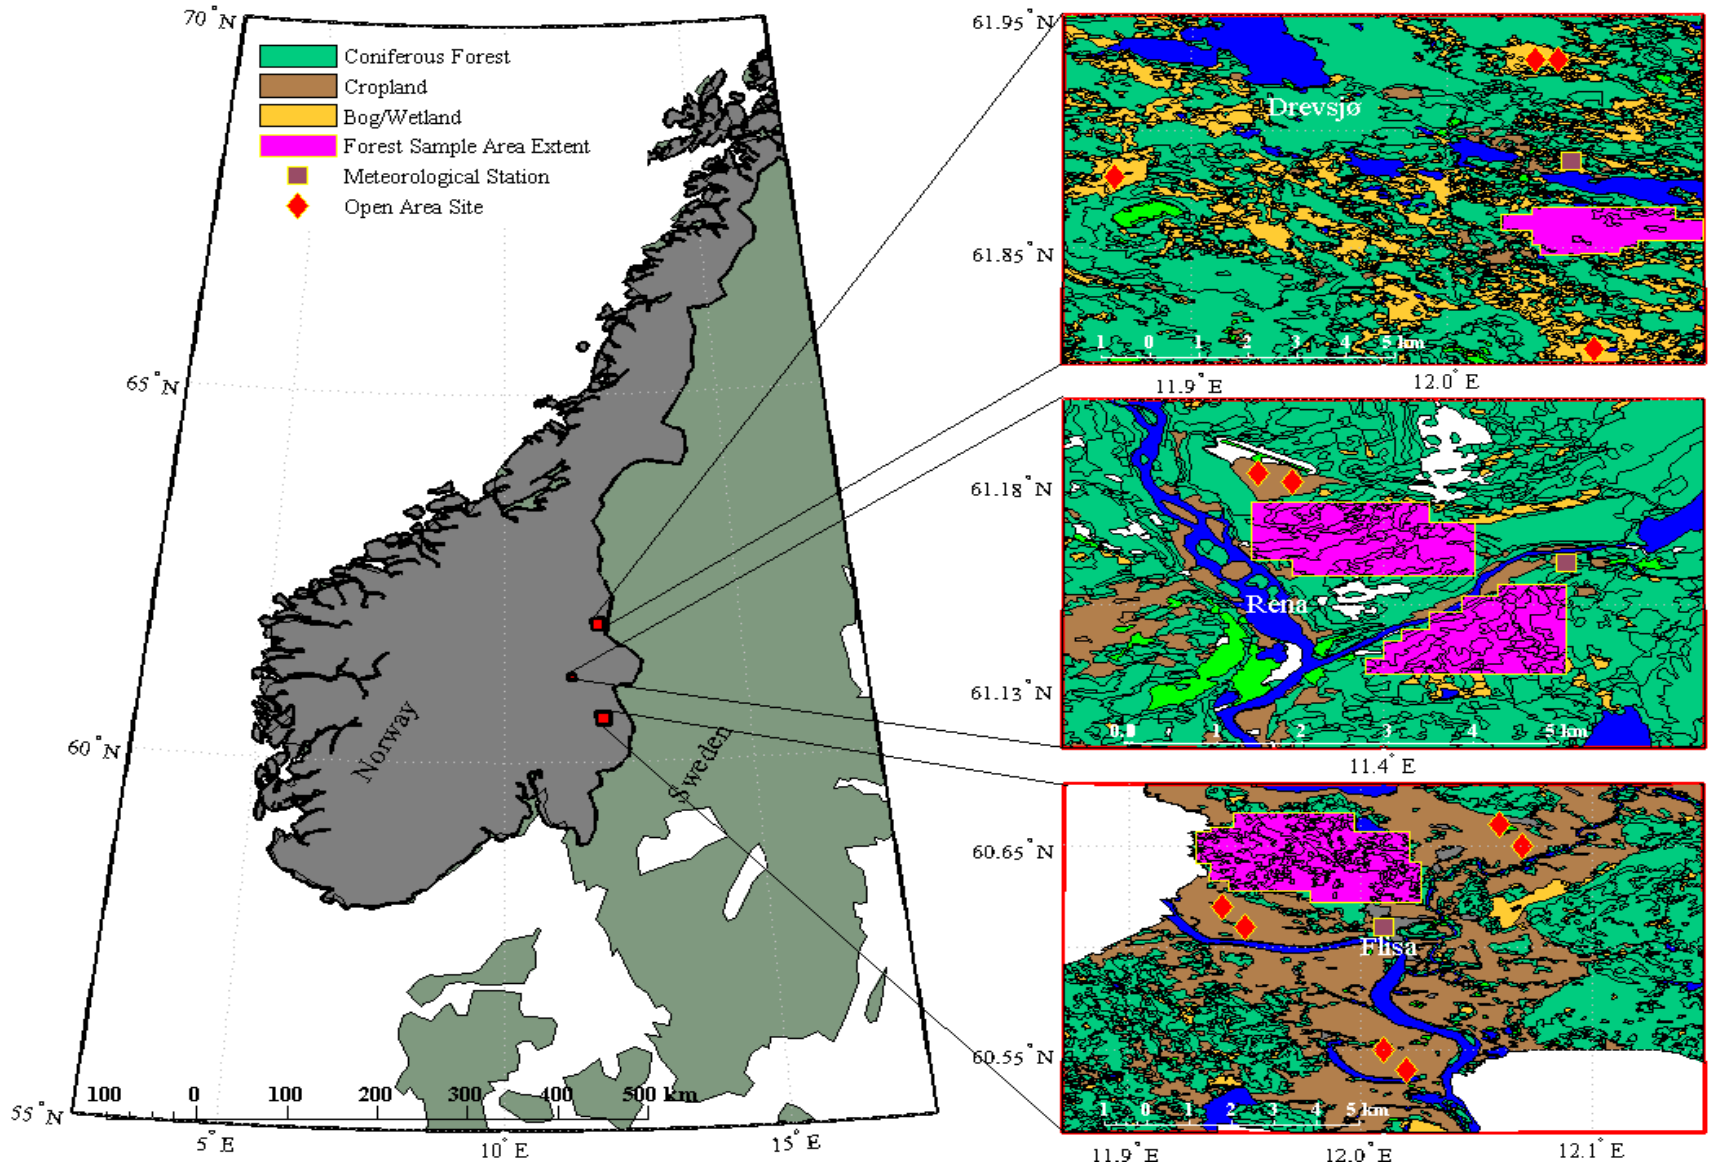 70°N
65°N
60°N
55°N
5°E
10°E
15°E
Coniferous Forest
Cropland
Bog/Wetland
Forest Sample Area Extent
Meteorological Station
Open Area Site
Norway
Sweden
100 0 100 200 300 400 500 km
61.95°N
61.85°N
Drevsjø
1 0 1 2 3 4 5 km
11.9°E
12.0°E
61.18°N
61.13°N
Rena
1 2 3 4 5 km
11.4°E
60.65°N
60.55°N
Flisa
1 0 1 2 3 4 5 km
11.9°E
12.0°E
12.1°E